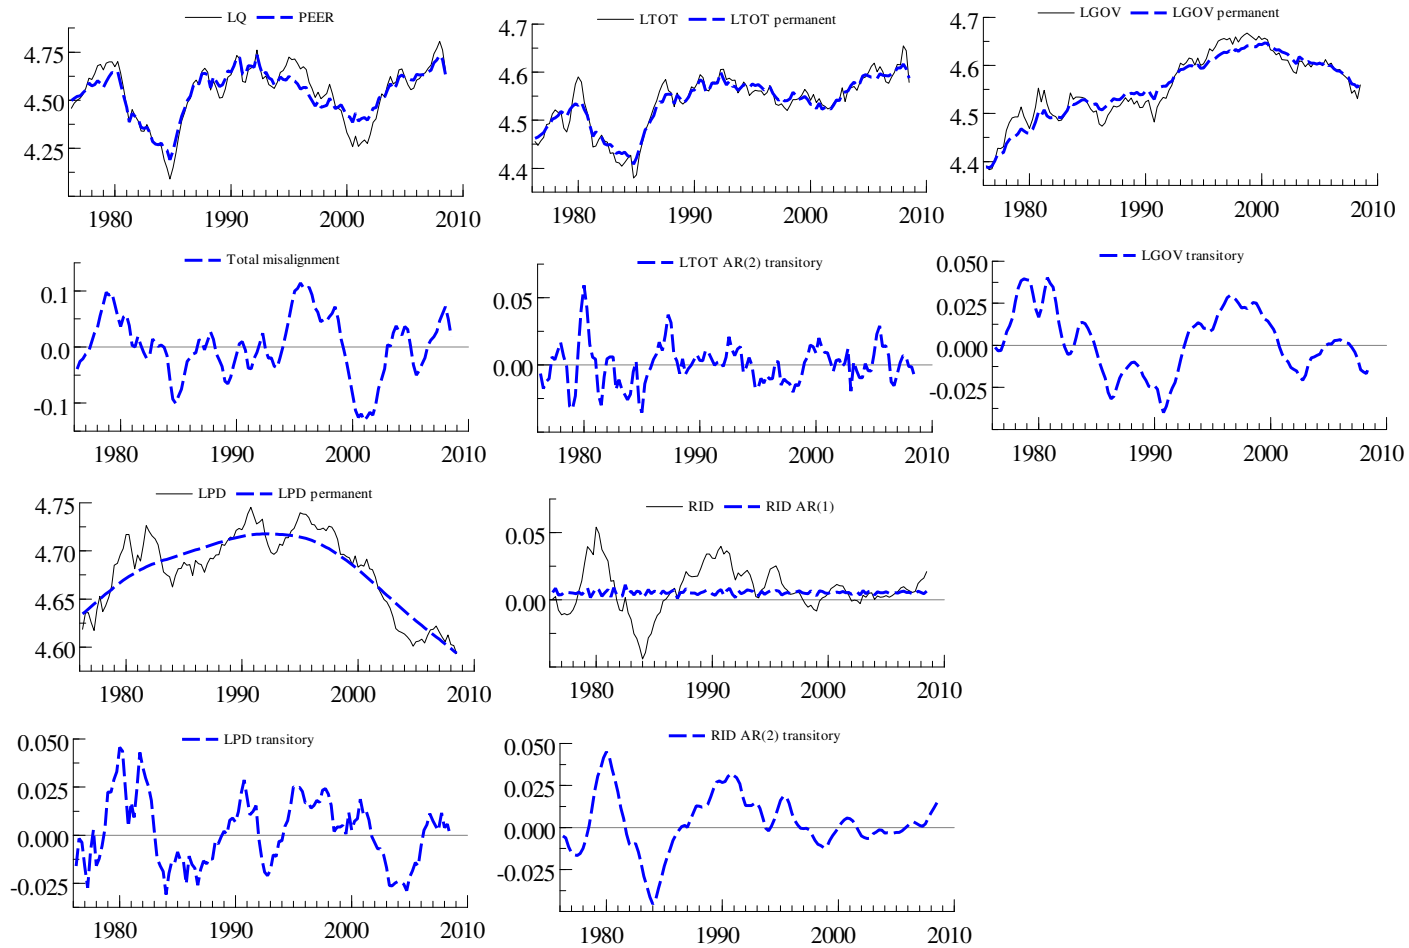 LQ PEER
4.75
4.50
4.25
1980 1990 2000 2010
LTOT LTOT permanent
4.7
4.6
4.5
4.4
1980 1990 2000 2010
LGOV LGOV permanent
4.7
4.6
4.5
4.4
1980 1990 2000 2010
Total misalignment
0.1
0.0
-0.1
1980 1990 2000 2010
LTOT AR(2) transitory
0.05
0.00
1980 1990 2000 2010
LGOV transitory
0.050
0.025
0.000
-0.025
1980 1990 2000 2010
LPD LPD permanent
4.75
4.70
4.65
4.60
1980 1990 2000 2010
RID RID AR(1)
0.05
0.00
1980 1990 2000 2010
LPD transitory
0.050
0.025
0.000
-0.025
1980 1990 2000 2010
RID AR(2) transitory
0.050
0.025
0.000
-0.025
1980 1990 2000 2010